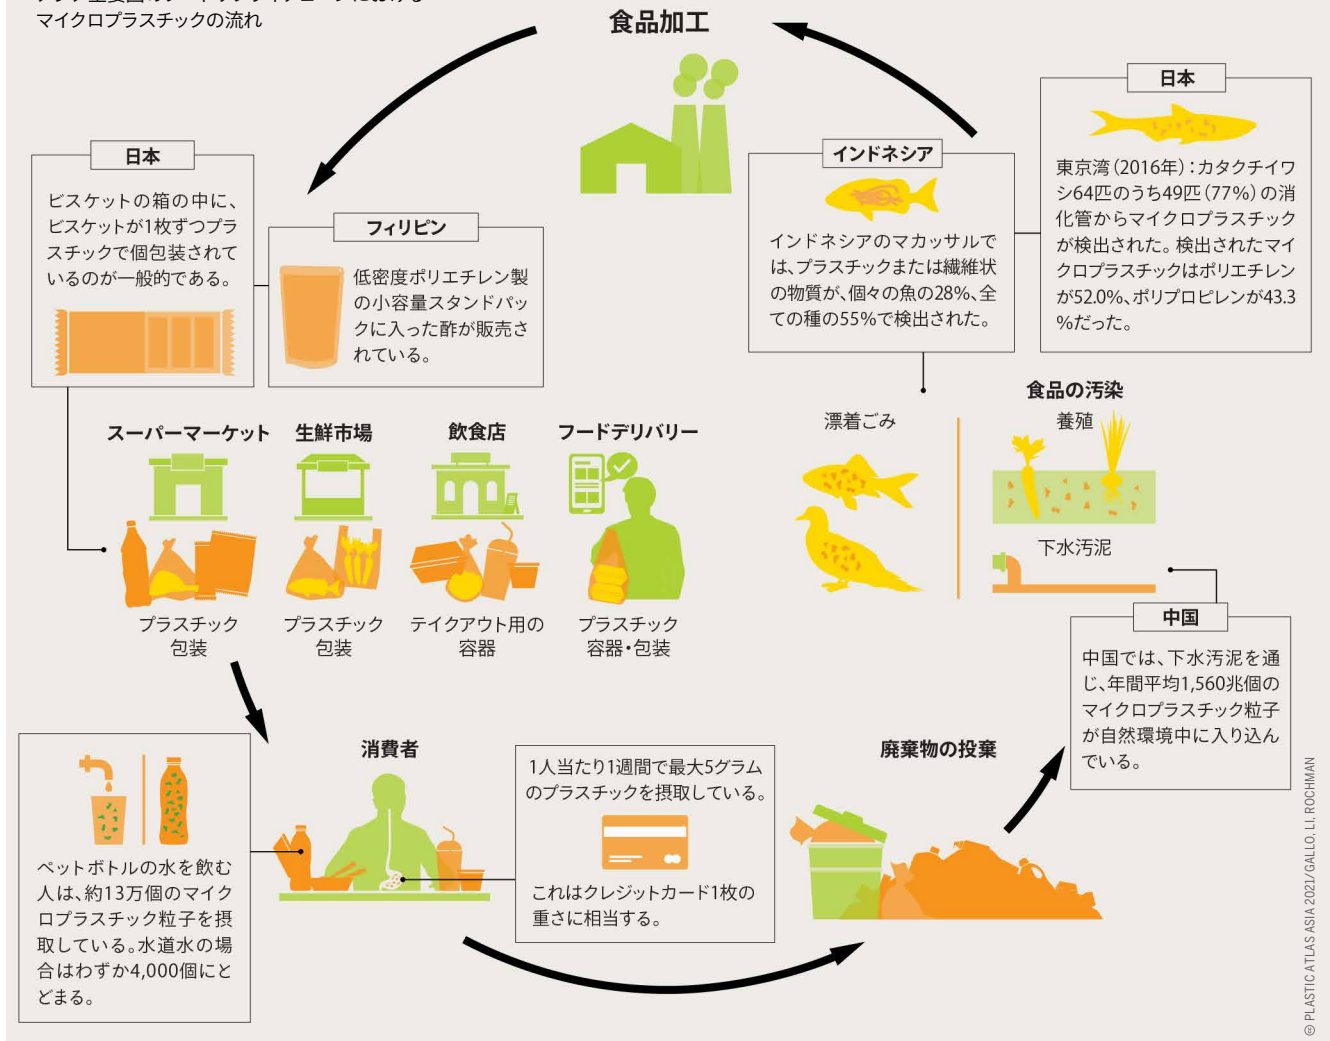 マイクロプラスチックの流れ
食品加工
日本
ビスケットの箱の中に、
ビスケットが1枚ずつプラ
スチックで個包装されて
いるのが一般的である。
フィリピン
低密度ポリエチレン製
の小容量スタンドパッ
クに入った酢が販売さ
れている。
インドネシア
インドネシアのマカッサルで
は、プラスチックまたは繊維状
の物質が、個々の魚の28%、全
ての種の55%で検出された。
日本
東京湾(2016年):カタクチイワ
シ64匹のうち49匹(77%)の消
化管からマイクロプラスチック
が検出された。検出されたマイ
クロプラスチックはポリエチレン
が52.0%、ポリプロピレンが43.3
%だった。
スーパーマーケット
生鮮市場
飲食店
フードデリバリー
プラスチック
包装
プラスチック
包装
テイクアウト用の
容器
プラスチック
容器・包装
食品の汚染
漂着ごみ
養殖
下水汚泥
中国
中国では、下水汚泥を通
じ、年間平均1,560兆個の
マイクロプラスチック粒子
が自然環境中に入り込ん
でいる。
消費者
ペットボトルの水を飲む
人は、約13万個のマイク
ロプラスチック粒子を摂
取している。水道水の場
合はわずか4,000個にと
どまる。
1人当たり1週間で最大5グラム
のプラスチックを摂取している。
これはクレジットカード1枚の
重さに相当する。
廃棄物の投棄
PLASTIC ATLAS ASIA 2021/GALLO, LI, ROCHMAN